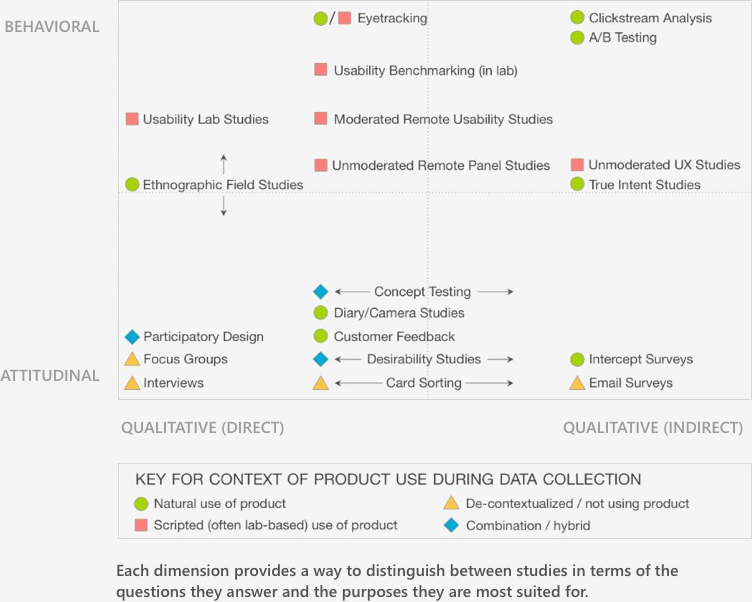 BEHAVIORAL
/ Eyetracking
Clickstream Analysis
A/B Testing
Usability Benchmarking (in lab)
Usability Lab Studies
Moderated Remote Usability Studies
Unmoderated Remote Panel Studies
Unmoderated UX Studies
Ethnographic Field Studies
True Intent Studies
Concept Testing
Diary/Camera Studies
Participatory Design
Customer Feedback
Focus Groups
Desirability Studies
Intercept Surveys
ATTITUDINAL
Interviews
Card Sorting
Email Surveys
QUALITATIVE (DIRECT)
QUALITATIVE (INDIRECT)
KEY FOR CONTEXT OF PRODUCT USE DURING DATA COLLECTION
Natural use of product
De-contextualized / not using product
Scripted (often lab-based) use of product
Combination / hybrid
Each dimension provides a way to distinguish between studies in terms of the
questions they answer and the purposes they are most suited for.